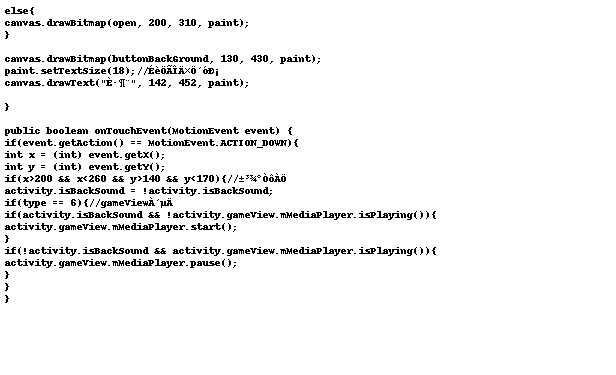 else{
canvas.drawBitmap(open, 200, 310, paint);
}
canvas.drawBitmap(buttonBackGround, 130, 430, paint);
paint.setTextSize(18);//ÉèÖÃÎÄ×Ö´óÐ¡
canvas.drawText("È·¶¨", 142, 452, paint);
}
public boolean onTouchEvent(MotionEvent event) {
if(event.getAction() == MotionEvent.ACTION_DOWN){
int x = (int) event.getX();
int y = (int) event.getY();
if(x>200 && x<260 && y>140 && y<170){//±³¾°ÒôÀÖ
activity.isBackSound = !activity.isBackSound;
if(type == 6){//gameViewÀ´µÄ
if(activity.isBackSound && !activity.gameView.mMediaPlayer.isPlaying()){
activity.gameView.mMediaPlayer.start();
}
if(!activity.isBackSound && activity.gameView.mMediaPlayer.isPlaying()){
activity.gameView.mMediaPlayer.pause();
}
}
}